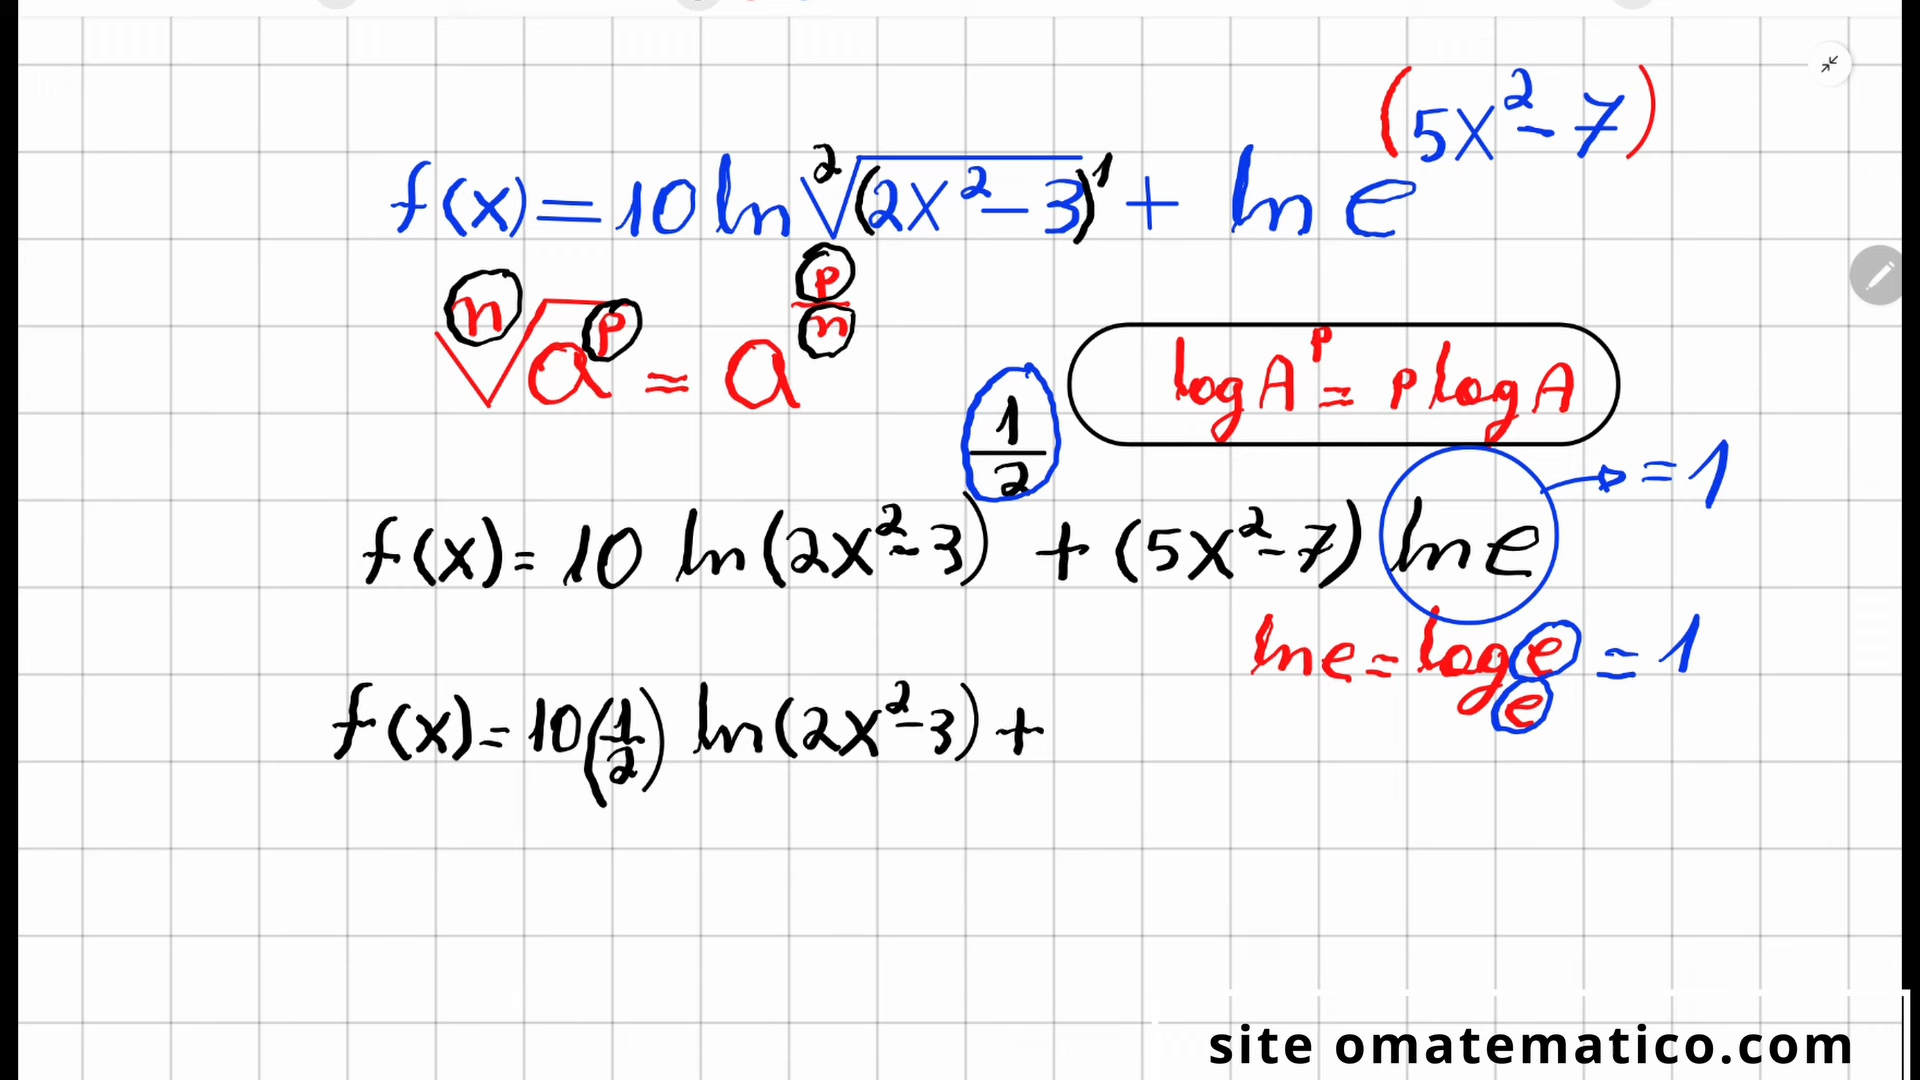 f(x) = 10 ln ²√(2x² - 3)¹ + ln e^(5x² - 7)
ⁿ√a^p = a^(p/n)
log A^p = p log A
f(x) = 10 ln (2x² - 3)^(1/2) + (5x² - 7) ln e → = 1
ln e = log_e e = 1
f(x) = 10 (1/2) ln (2x² - 3) +
site omatematico.com